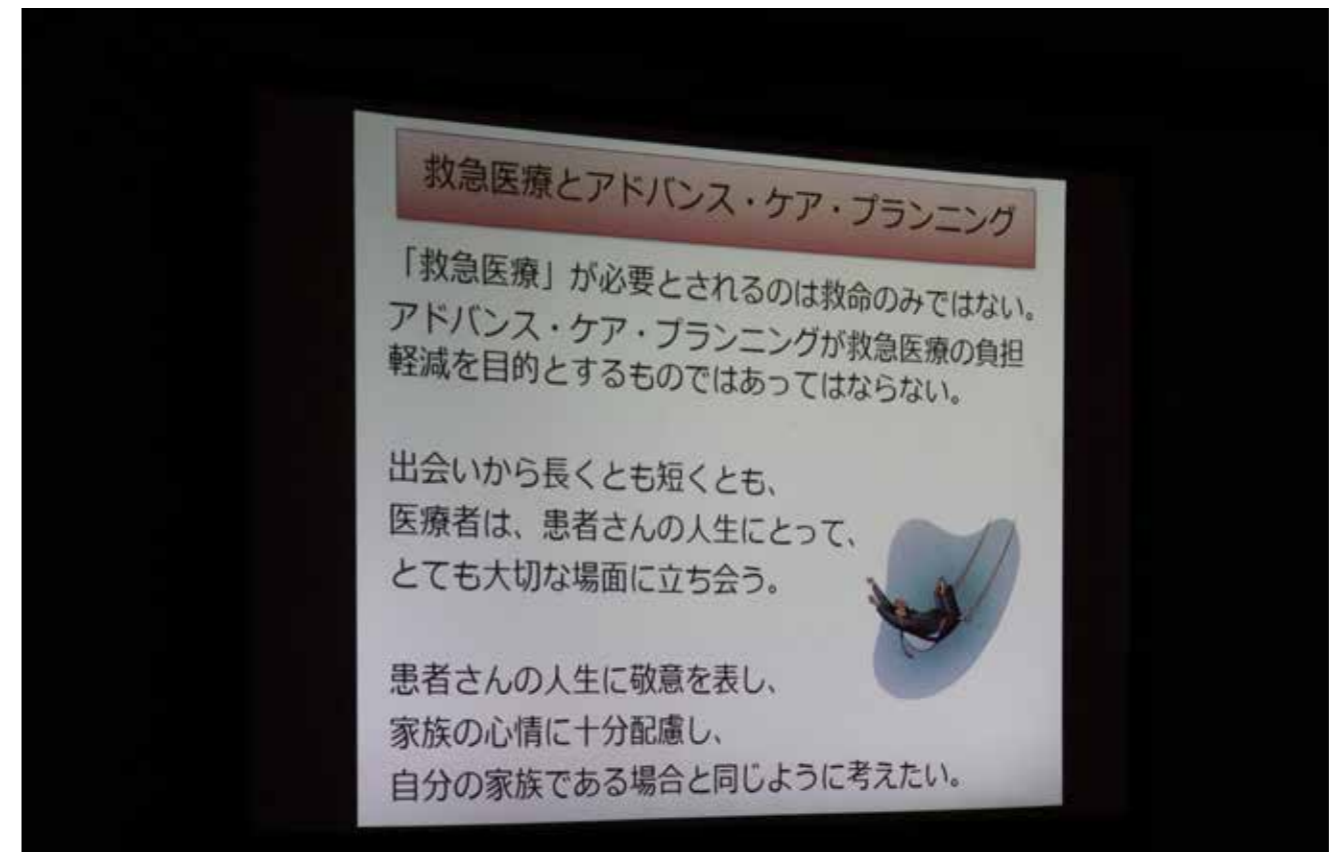 救急医療とアドバンス・ケア・プランニング
「救急医療」が必要とされるのは救命のみではない。
アドバンス・ケア・プランニングが救急医療の負担
軽減を目的とするものではあってはならない。
出会いから長くとも短くとも、
医療者は、患者さんの人生にとって、
とても大切な場面に立ち会う。
患者さんの人生に敬意を表し、
家族の心情に十分配慮し、
自分の家族である場合と同じように考えたい。